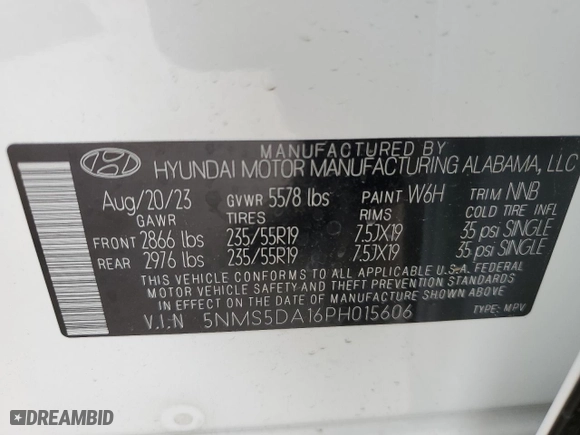 MANUFACTURED BY
HYUNDAI MOTOR MANUFACTURING ALABAMA, LLC
Aug/20/23 GVWR 5578 lbs PAINT W6H TRIM NNB
GAWR TIRES RIMS COLD TIRE INFL
FRONT 2866 lbs 235/55R19 7.5JX19 35 psi SINGLE
REAR 2976 lbs 235/55R19 7.5JX19 35 psi SINGLE
THIS VEHICLE CONFORMS TO ALL APPLICABLE U.S.A. FEDERAL
MOTOR VEHICLE SAFETY AND THEFT PREVENTION STANDARDS
IN EFFECT ON THE DATE OF MANUFACTURE SHOWN ABOVE.
V.I.N 5NMS5DA16PH015606 TYPE: MPV
DREAMBID